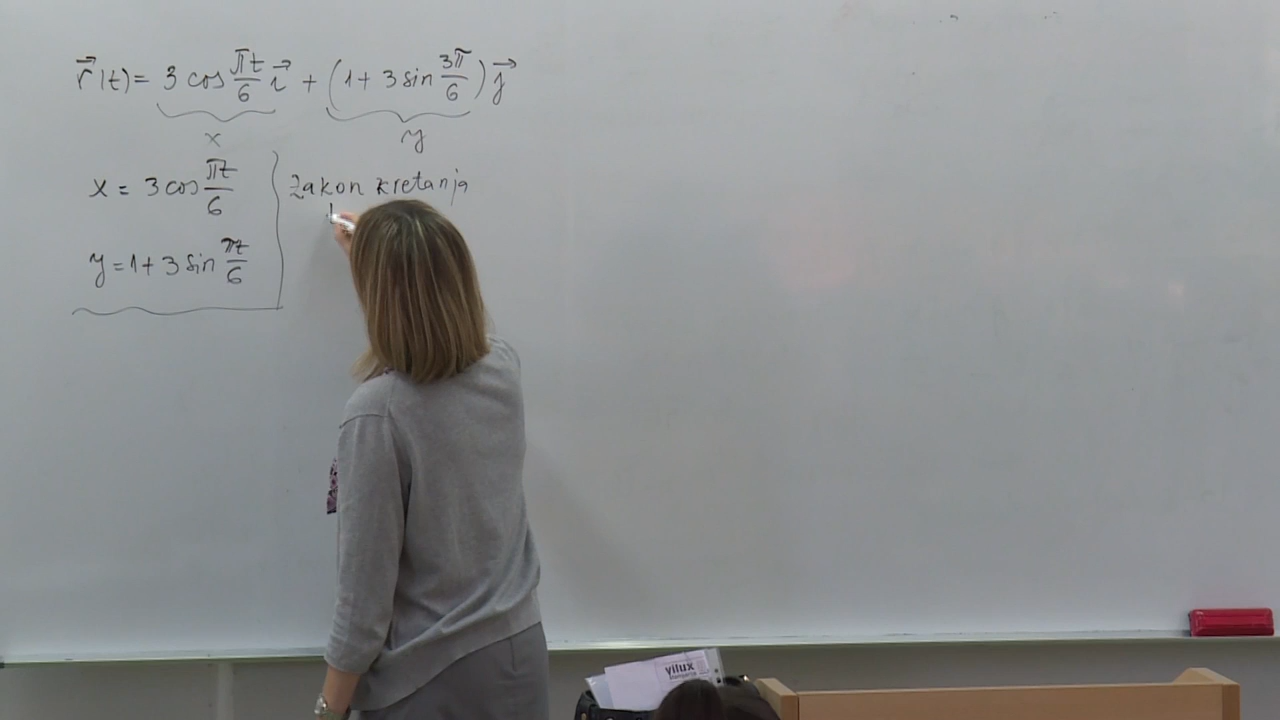 r⃗(t) = 3 cos πt/6 i⃗ + (1 + 3 sin 3π/6) j⃗
x y
x = 3 cos πt/6 zakon kretanja
y = 1 + 3 sin πt/6
vilux